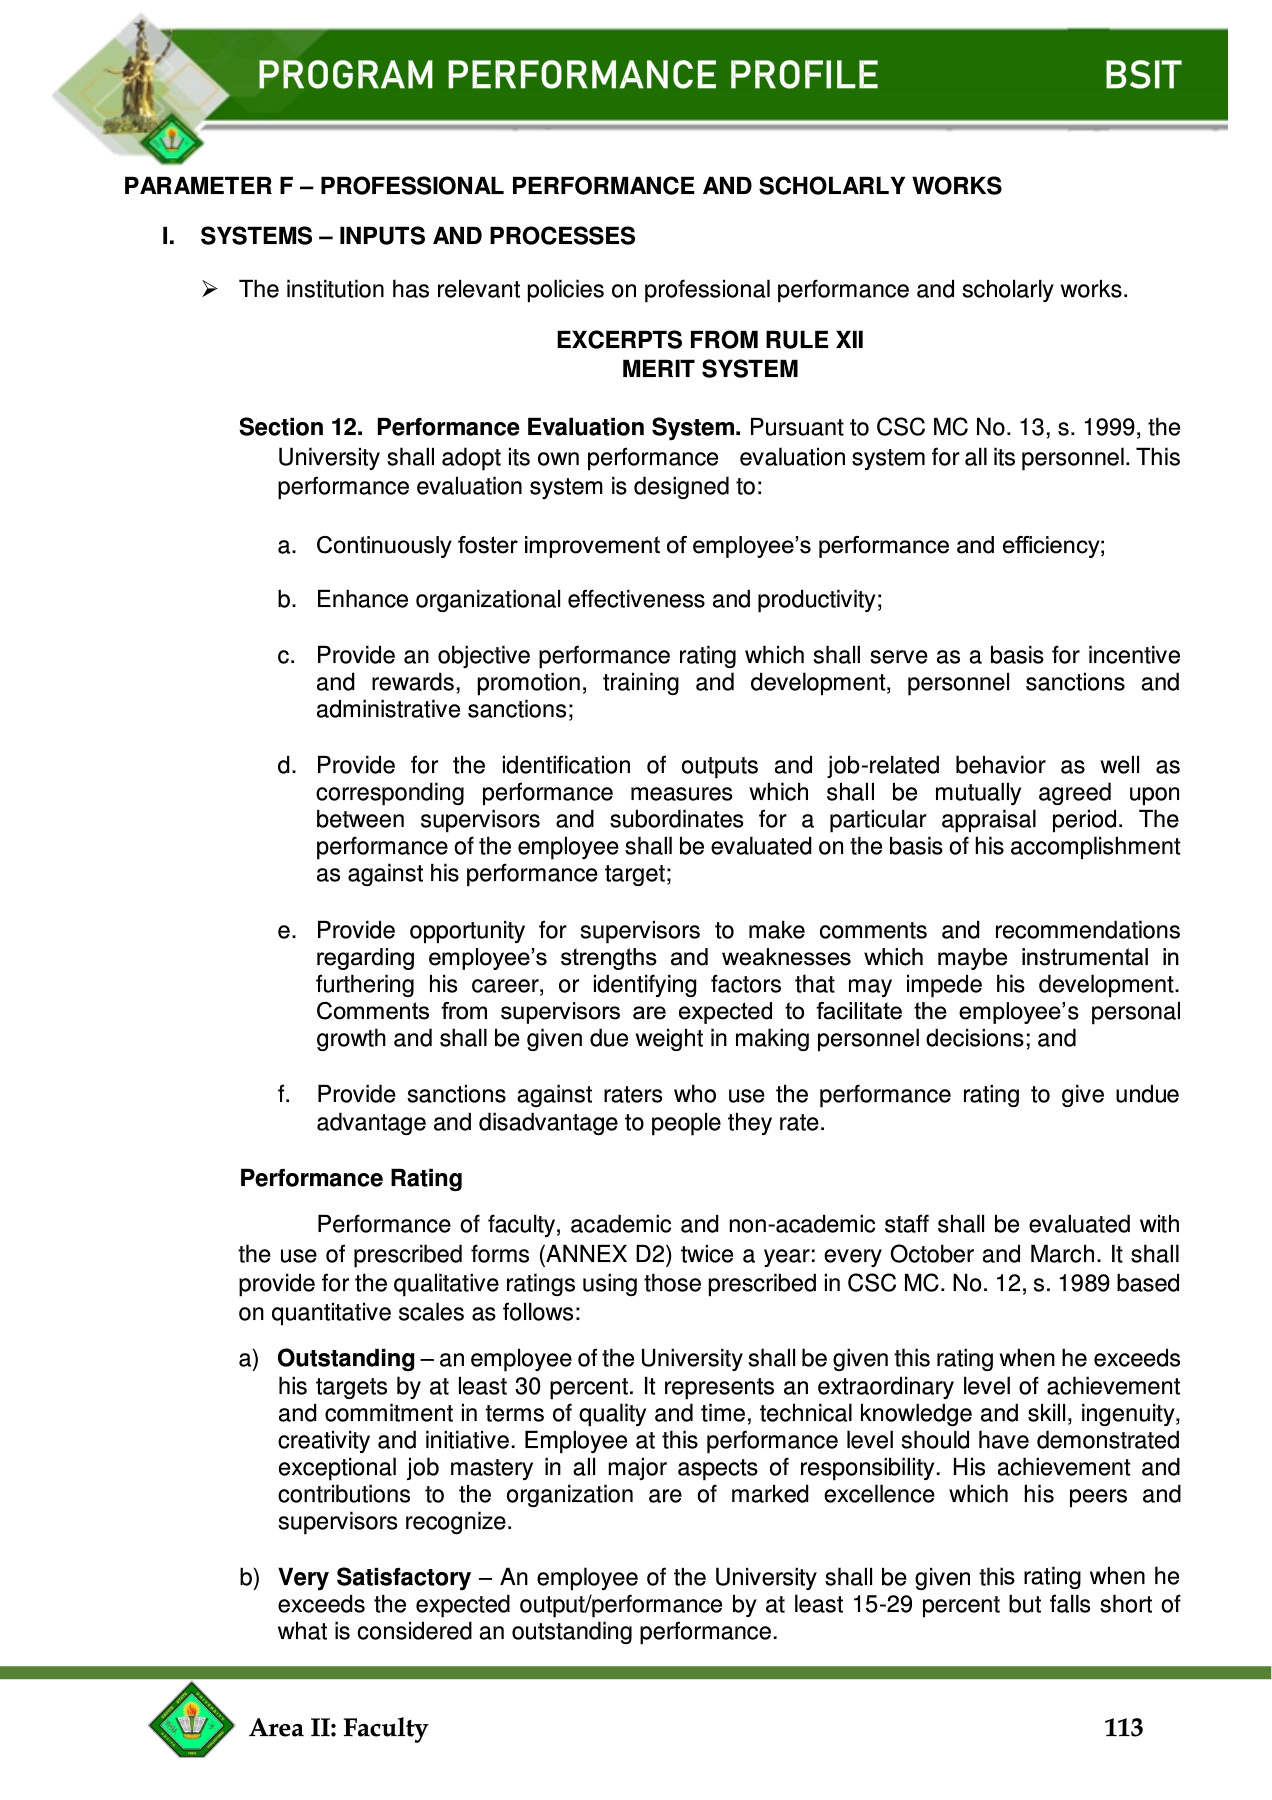 PROGRAM PERFORMANCE PROFILE BSIT
PARAMETER F – PROFESSIONAL PERFORMANCE AND SCHOLARLY WORKS
I. SYSTEMS – INPUTS AND PROCESSES
➢ The institution has relevant policies on professional performance and scholarly works.
EXCERPTS FROM RULE XII
MERIT SYSTEM
Section 12. Performance Evaluation System. Pursuant to CSC MC No. 13, s. 1999, the
University shall adopt its own performance evaluation system for all its personnel. This
performance evaluation system is designed to:
a. Continuously foster improvement of employee’s performance and efficiency;
b. Enhance organizational effectiveness and productivity;
c. Provide an objective performance rating which shall serve as a basis for incentive
and rewards, promotion, training and development, personnel sanctions and
administrative sanctions;
d. Provide for the identification of outputs and job-related behavior as well as
corresponding performance measures which shall be mutually agreed upon
between supervisors and subordinates for a particular appraisal period. The
performance of the employee shall be evaluated on the basis of his accomplishment
as against his performance target;
e. Provide opportunity for supervisors to make comments and recommendations
regarding employee’s strengths and weaknesses which maybe instrumental in
furthering his career, or identifying factors that may impede his development.
Comments from supervisors are expected to facilitate the employee’s personal
growth and shall be given due weight in making personnel decisions; and
f. Provide sanctions against raters who use the performance rating to give undue
advantage and disadvantage to people they rate.
Performance Rating
Performance of faculty, academic and non-academic staff shall be evaluated with
the use of prescribed forms (ANNEX D2) twice a year: every October and March. It shall
provide for the qualitative ratings using those prescribed in CSC MC. No. 12, s. 1989 based
on quantitative scales as follows:
a) Outstanding – an employee of the University shall be given this rating when he exceeds
his targets by at least 30 percent. It represents an extraordinary level of achievement
and commitment in terms of quality and time, technical knowledge and skill, ingenuity,
creativity and initiative. Employee at this performance level should have demonstrated
exceptional job mastery in all major aspects of responsibility. His achievement and
contributions to the organization are of marked excellence which his peers and
supervisors recognize.
b) Very Satisfactory – An employee of the University shall be given this rating when he
exceeds the expected output/performance by at least 15-29 percent but falls short of
what is considered an outstanding performance.
Area II: Faculty 113